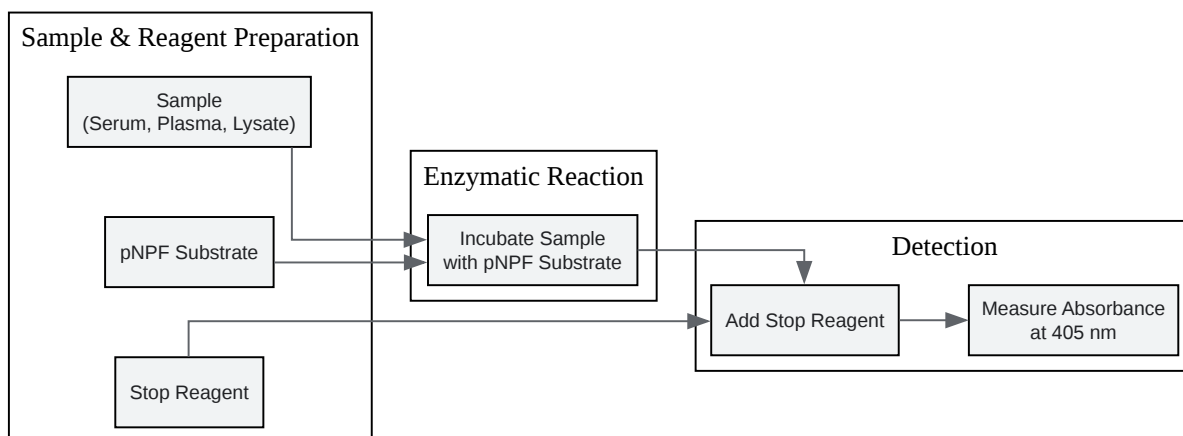 Sample & Reagent Preparation
Sample
(Serum, Plasma, Lysate)
pNPF Substrate
Stop Reagent
Enzymatic Reaction
Incubate Sample
with pNPF Substrate
Detection
Add Stop Reagent
Measure Absorbance
at 405 nm